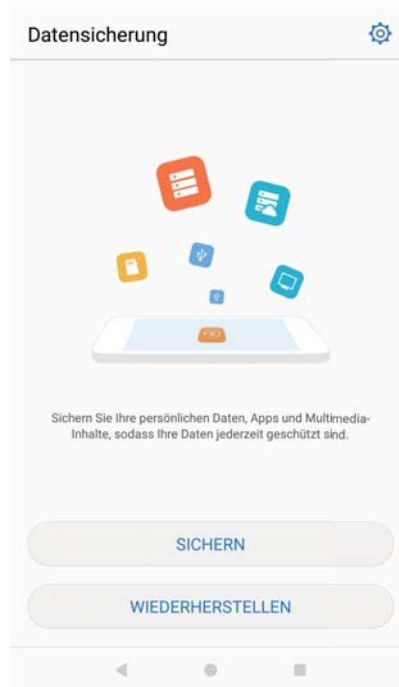 Datensicherung
Sichern Sie Ihre persönlichen Daten, Apps und Multimedia-
Inhalte, sodass Ihre Daten jederzeit geschützt sind.
SICHERN
WIEDERHERSTELLEN